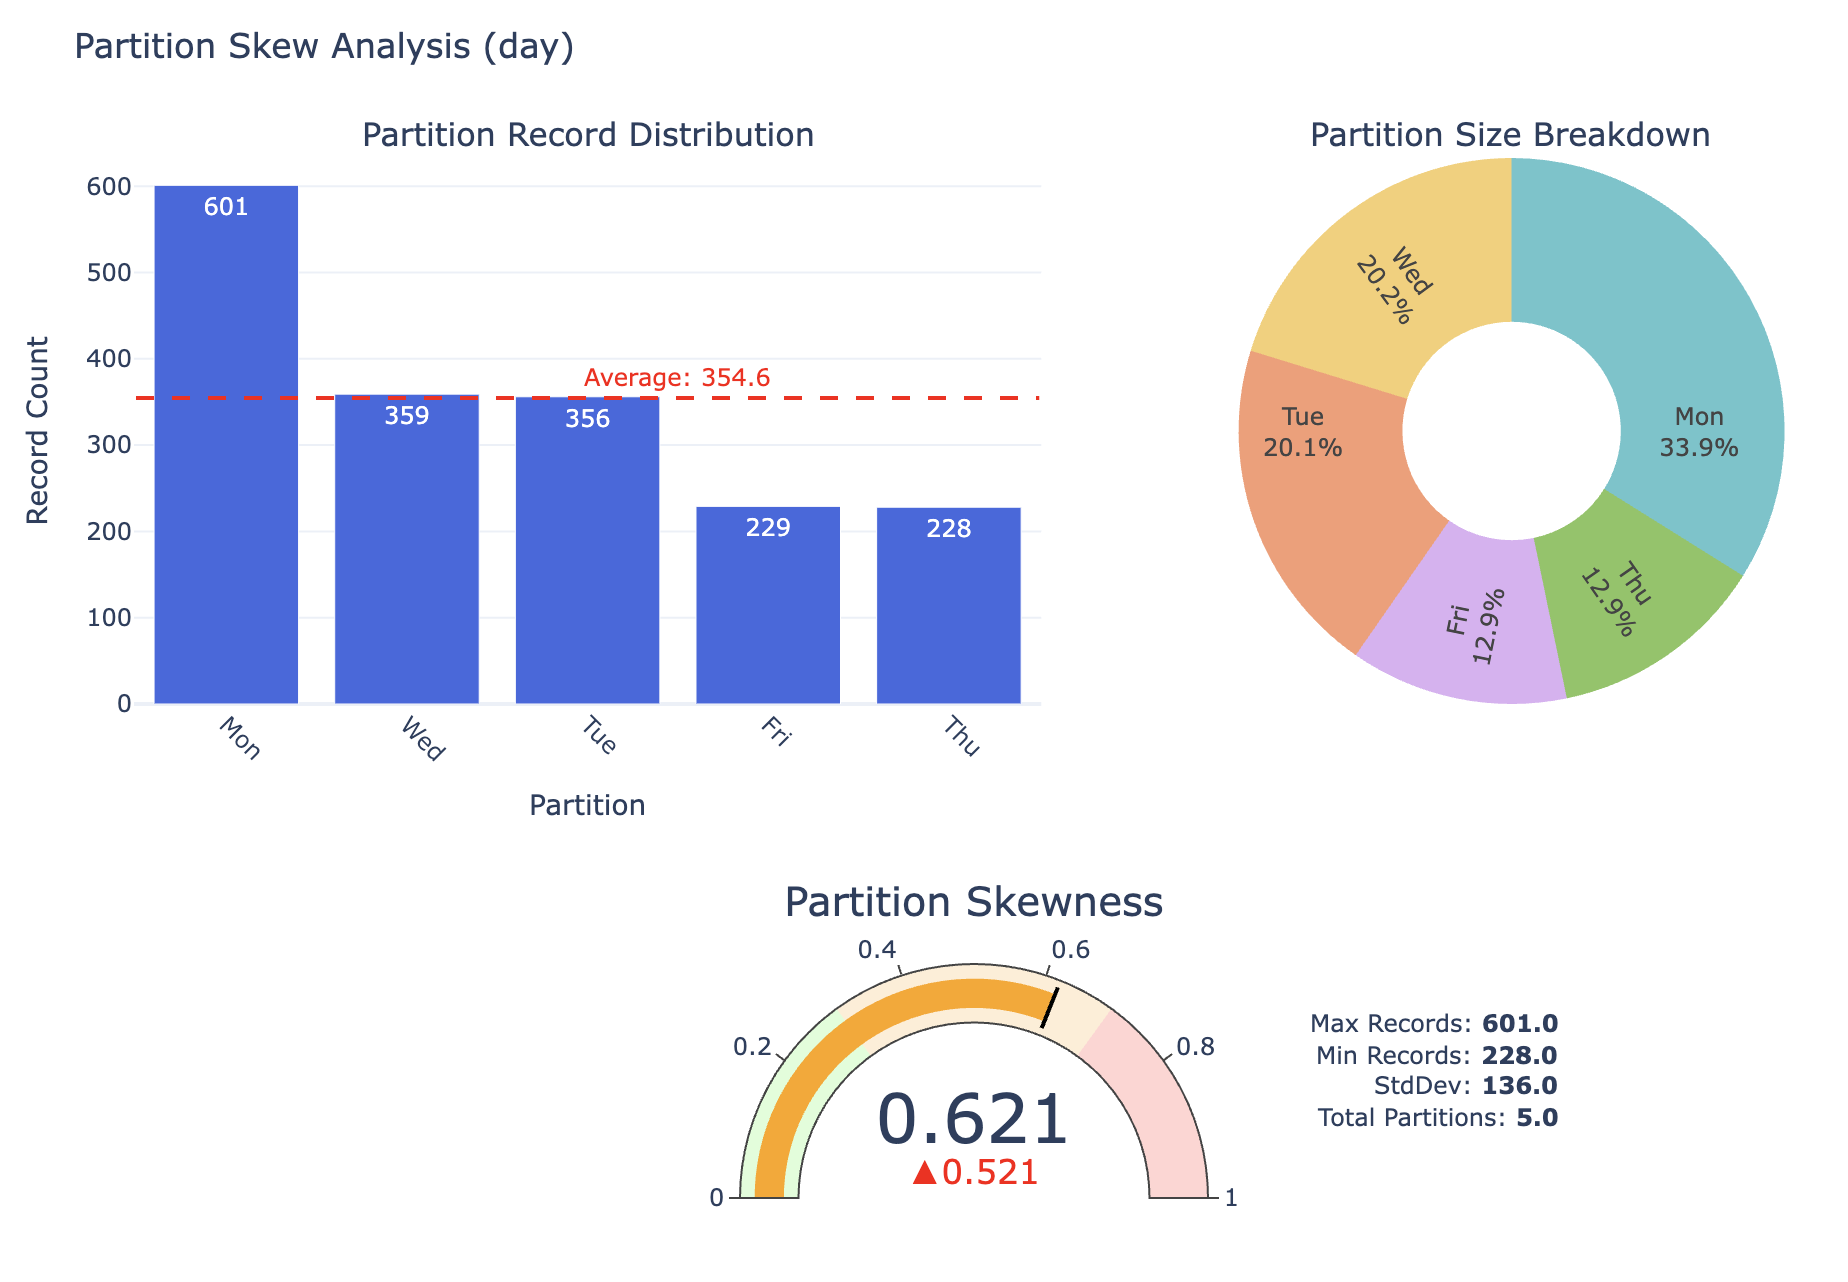 Partition Skew Analysis (day)
Partition Record Distribution
600
500
400
300
200
100
0
Record Count
601
359
356
229
228
Average: 354.6
Mon
Wed
Tue
Fri
Thu
Partition
Partition Size Breakdown
Mon
33.9%
Wed
20.2%
Tue
20.1%
Fri
12.9%
Thu
12.9%
Partition Skewness
0
0.2
0.4
0.6
0.8
1
0.621
▲0.521
Max Records: 601.0
Min Records: 228.0
StdDev: 136.0
Total Partitions: 5.0